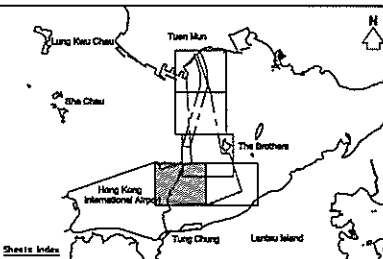 Lung Kwu Chau
Tuen Mun
N
Sha Chau
The Brothers
Hong Kong
International Airport
Tung Chung
Lantau Island
Sheets Index